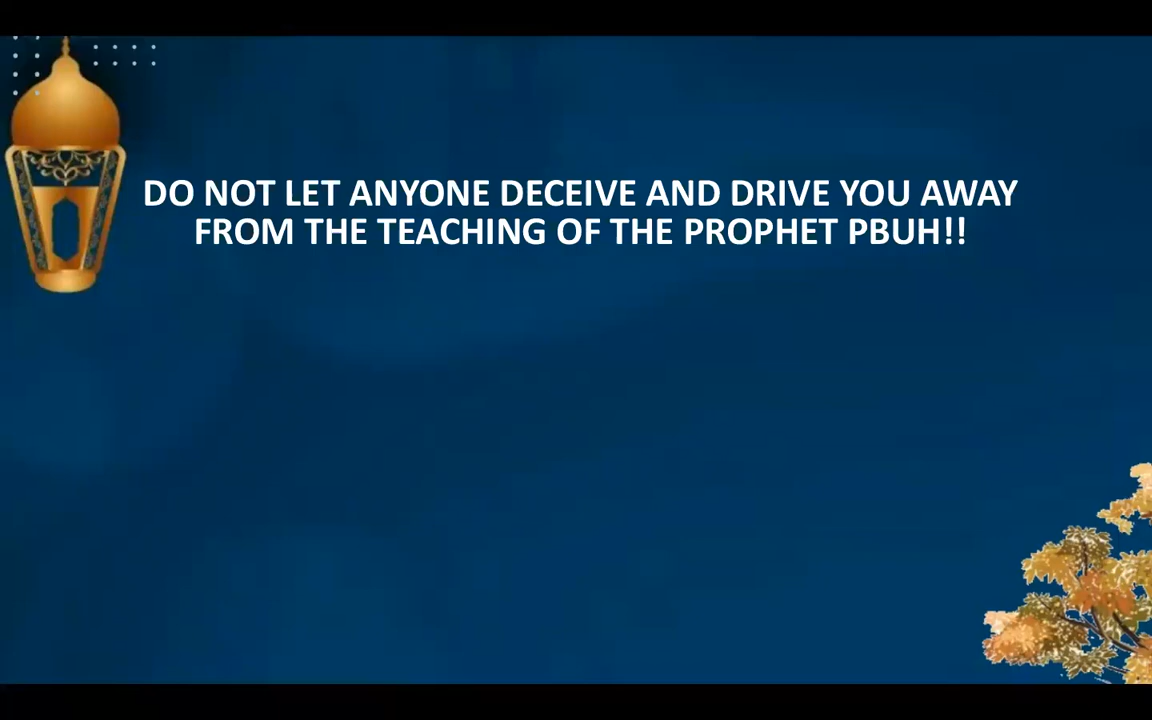 DO NOT LET ANYONE DECEIVE AND DRIVE YOU AWAY
FROM THE TEACHING OF THE PROPHET PBUH!!